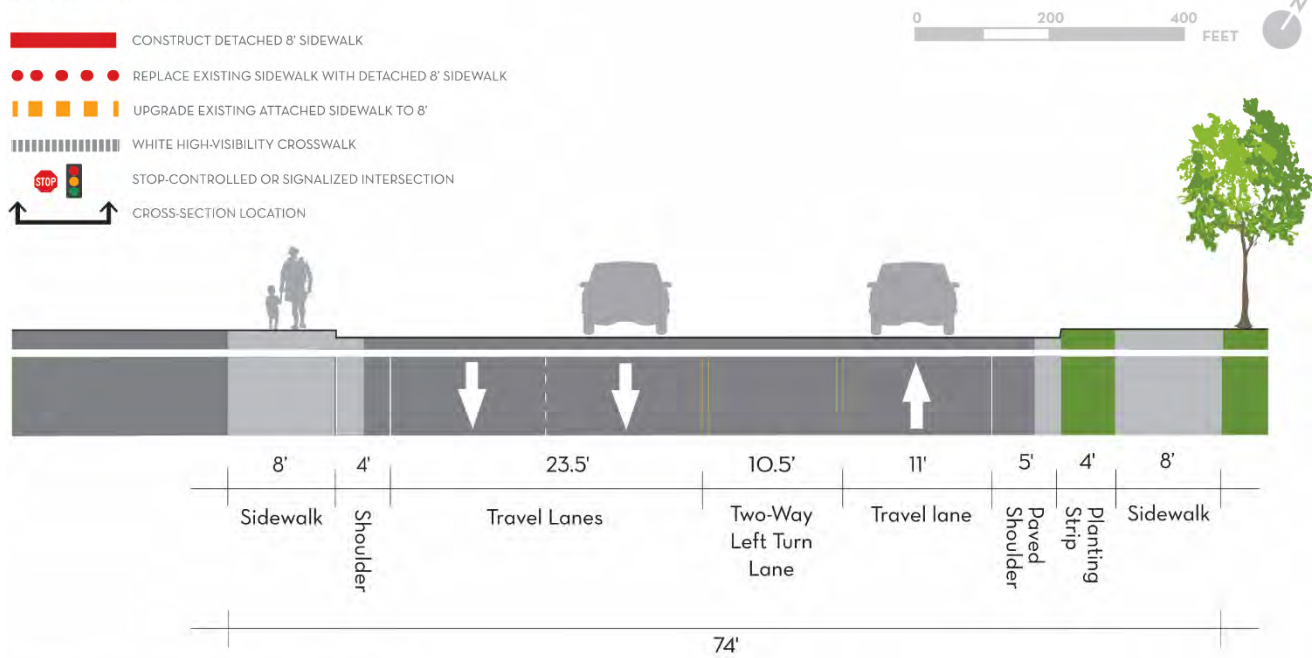 CONSTRUCT DETACHED 8' SIDEWALK
REPLACE EXISTING SIDEWALK WITH DETACHED 8' SIDEWALK
UPGRADE EXISTING ATTACHED SIDEWALK TO 8'
WHITE HIGH-VISIBILITY CROSSWALK
STOP
STOP-CONTROLLED OR SIGNALIZED INTERSECTION
CROSS-SECTION LOCATION
0 200 400
FEET
N
8' 4' 23.5' 10.5' 11' 5' 4' 8'
Sidewalk
Shoulder
Travel Lanes
Two-Way
Left Turn
Lane
Travel lane
Paved
Shoulder
Planting
Strip
Sidewalk
74'